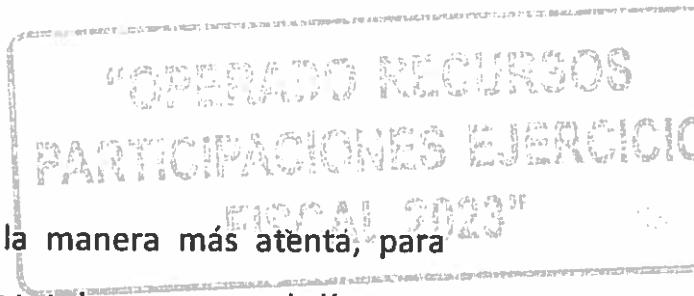 "OPERADO RECURSOS
PARTICIPACIONES EJERCICIO
FISCAL 2023"
la manera más atenta, para